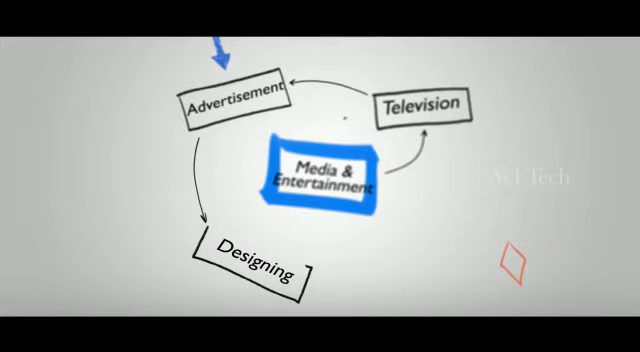 Advertisement
Television
Media &
Entertainment
Designing